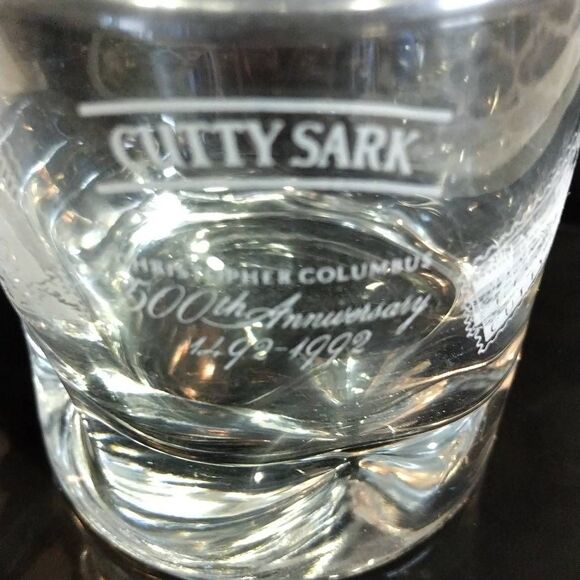 CUTTY SARK
CHRISTOPHER COLUMBUS
500th Anniversary
1492-1992